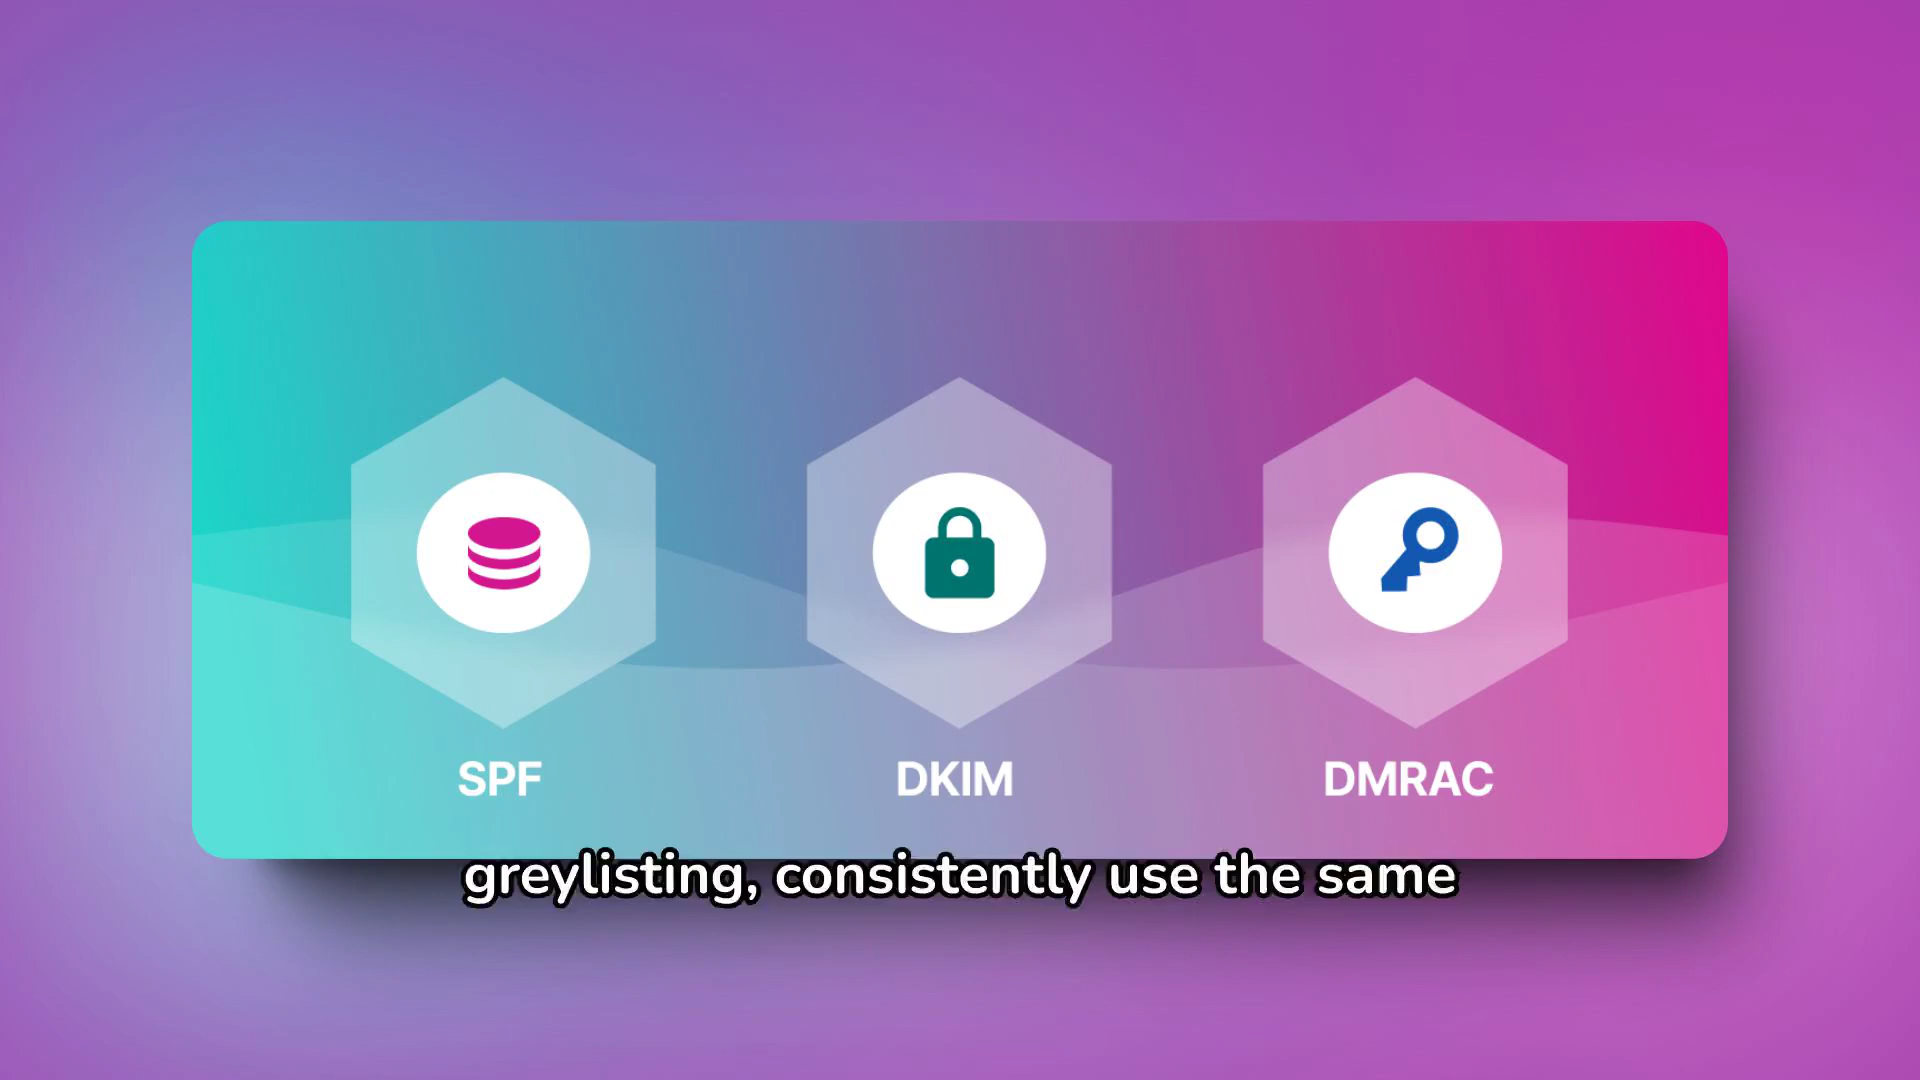 SPF DKIM DMRAC
greylisting, consistently use the same